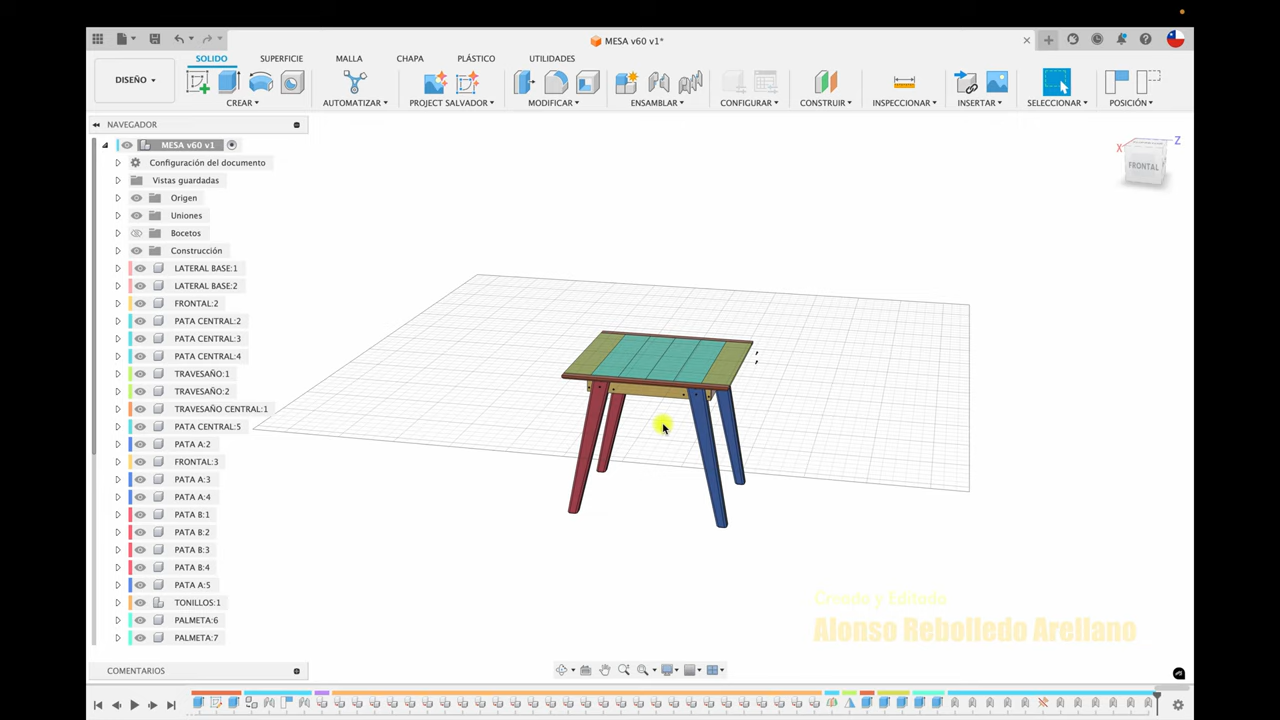 MESA v60 v1*
SOLIDO SUPERFICIE MALLA CHAPA PLÁSTICO UTILIDADES
DISEÑO
CREAR AUTOMATIZAR PROJECT SALVADOR MODIFICAR ENSAMBLAR CONFIGURAR CONSTRUIR INSPECCIONAR INSERTAR SELECCIONAR POSICIÓN
NAVEGADOR
MESA v60 v1
Configuración del documento
Vistas guardadas
Origen
Uniones
Bocetos
Construcción
LATERAL BASE:1
LATERAL BASE:2
FRONTAL:2
PATA CENTRAL:2
PATA CENTRAL:3
PATA CENTRAL:4
TRAVESAÑO:1
TRAVESAÑO:2
TRAVESAÑO CENTRAL:1
PATA CENTRAL:5
PATA A:2
FRONTAL:3
PATA A:3
PATA A:4
PATA B:1
PATA B:2
PATA B:3
PATA B:4
PATA A:5
TONILLOS:1
PALMETA:6
PALMETA:7
X Z
FRONTAL
Creado y Editado
Alonso Rebolledo Arellano
COMENTARIOS